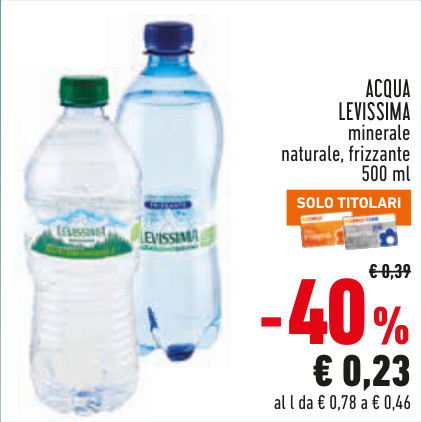 ACQUA
LEVISSIMA
minerale
naturale, frizzante
500 ml
SOLO TITOLARI
€ 0,39
-40%
€ 0,23
al l da € 0,78 a € 0,46
LEVISSIMA
FRIZZANTE
LEVISSIMA